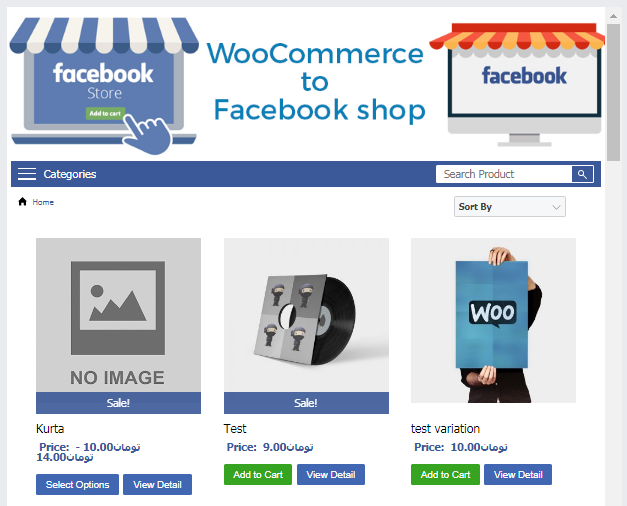 facebook
Store
Add to cart
WooCommerce
to
Facebook shop
facebook
Categories
Search Product
Home
Sort By
NO IMAGE
Sale!
Sale!
WOO
Kurta
Price: - 10.00تومان
14.00تومان
Select Options
View Detail
Test
Price: 9.00تومان
Add to Cart
View Detail
test variation
Price: 10.00تومان
Add to Cart
View Detail